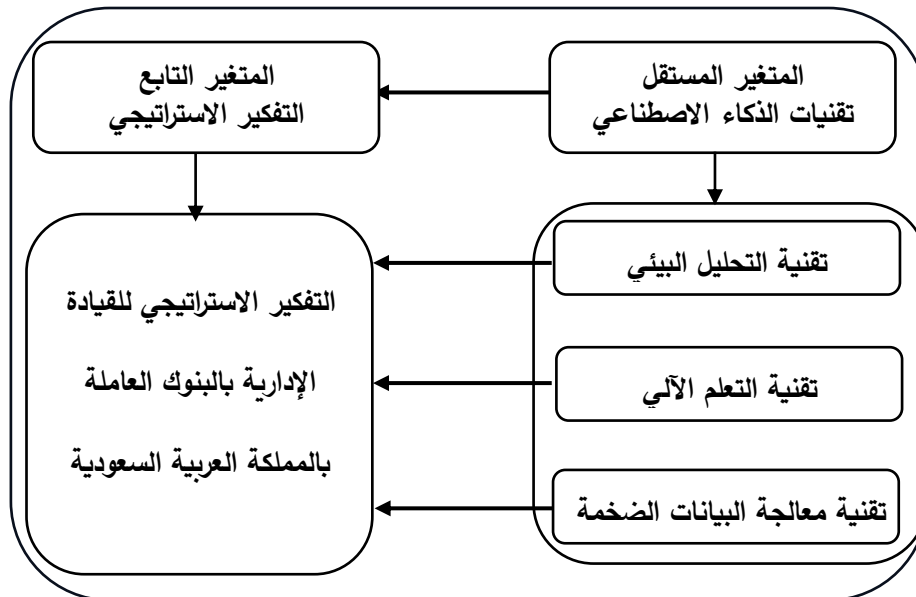 المتغير المستقل
تقنيات الذكاء الاصطناعي
المتغير التابع
التفكير الاستراتيجي
تقنية التحليل البيئي
تقنية التعلم الآلي
تقنية معالجة البيانات الضخمة
التفكير الاستراتيجي للقيادة
الإدارية بالبنوك العاملة
بالمملكة العربية السعودية